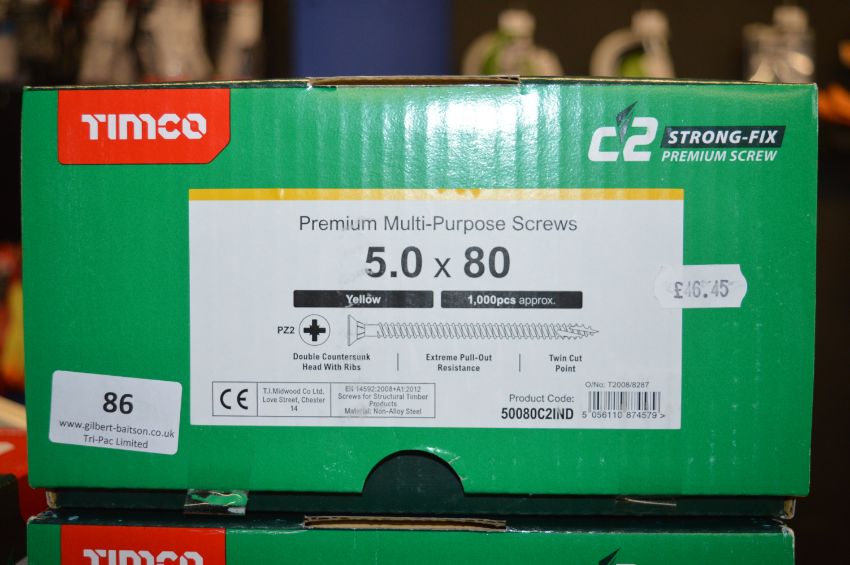 TIMCO
C2 STRONG-FIX
PREMIUM SCREW
Premium Multi-Purpose Screws
5.0 x 80
Yellow
1,000pcs approx.
£46.45
PZ2
Double Countersunk
Head With Ribs
Extreme Pull-Out
Resistance
Twin Cut
Point
CE
T.I.Midwood Co Ltd,
Love Street, Chester
14
EN 14592:2008+A1:2012
Screws for Structural Timber
Products
Material: Non-Alloy Steel
Product Code:
50080C2IND
O/No: T2008/8287
5 056110 874579 >
86
www.gilbert-baitson.co.uk
Tri-Pac Limited
TIMCO